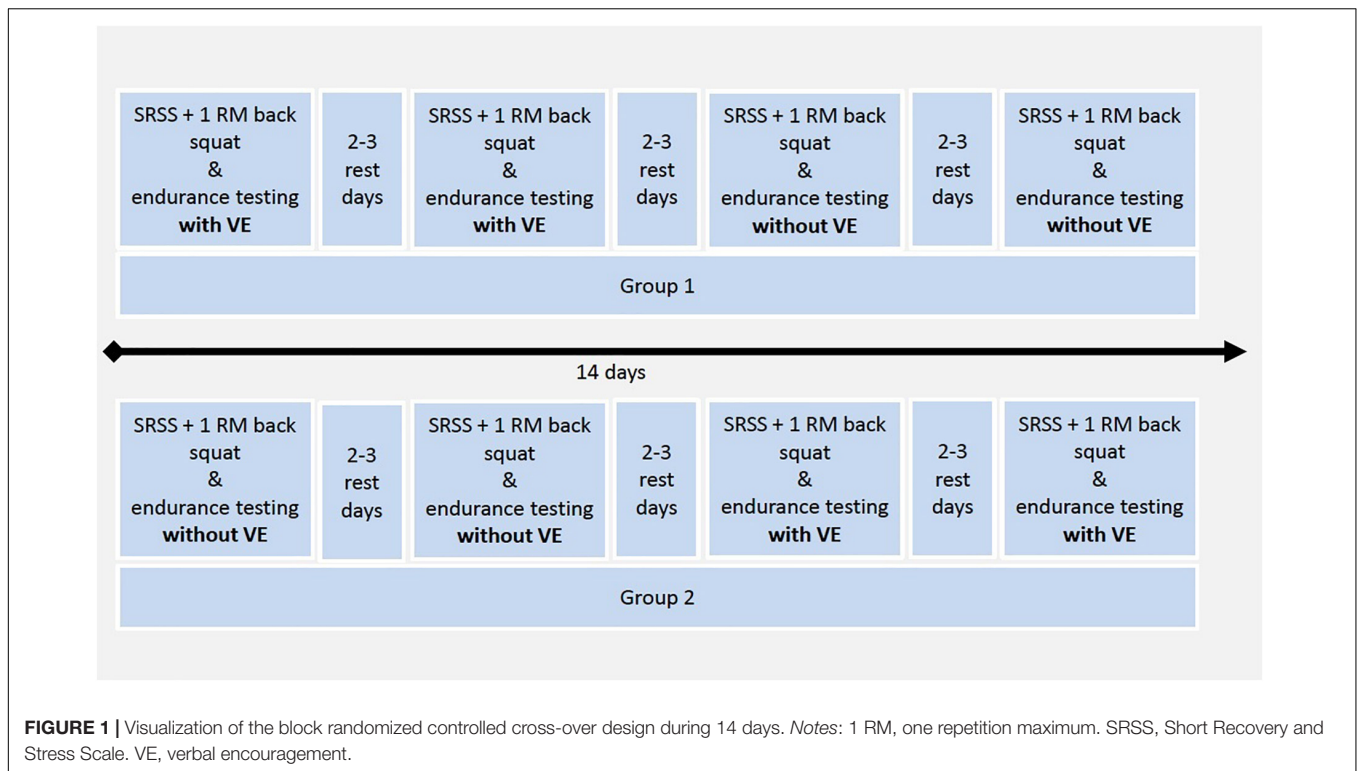 SRSS + 1 RM back
squat
&
endurance testing
with VE
2-3
rest
days
SRSS + 1 RM back
squat
&
endurance testing
with VE
2-3
rest
days
SRSS + 1 RM back
squat
&
endurance testing
without VE
2-3
rest
days
SRSS + 1 RM back
squat
&
endurance testing
without VE
Group 1
14 days
SRSS + 1 RM back
squat
&
endurance testing
without VE
2-3
rest
days
SRSS + 1 RM back
squat
&
endurance testing
without VE
2-3
rest
days
SRSS + 1 RM back
squat
&
endurance testing
with VE
2-3
rest
days
SRSS + 1 RM back
squat
&
endurance testing
with VE
Group 2
FIGURE 1 | Visualization of the block randomized controlled cross-over design during 14 days. Notes: 1 RM, one repetition maximum. SRSS, Short Recovery and
Stress Scale. VE, verbal encouragement.